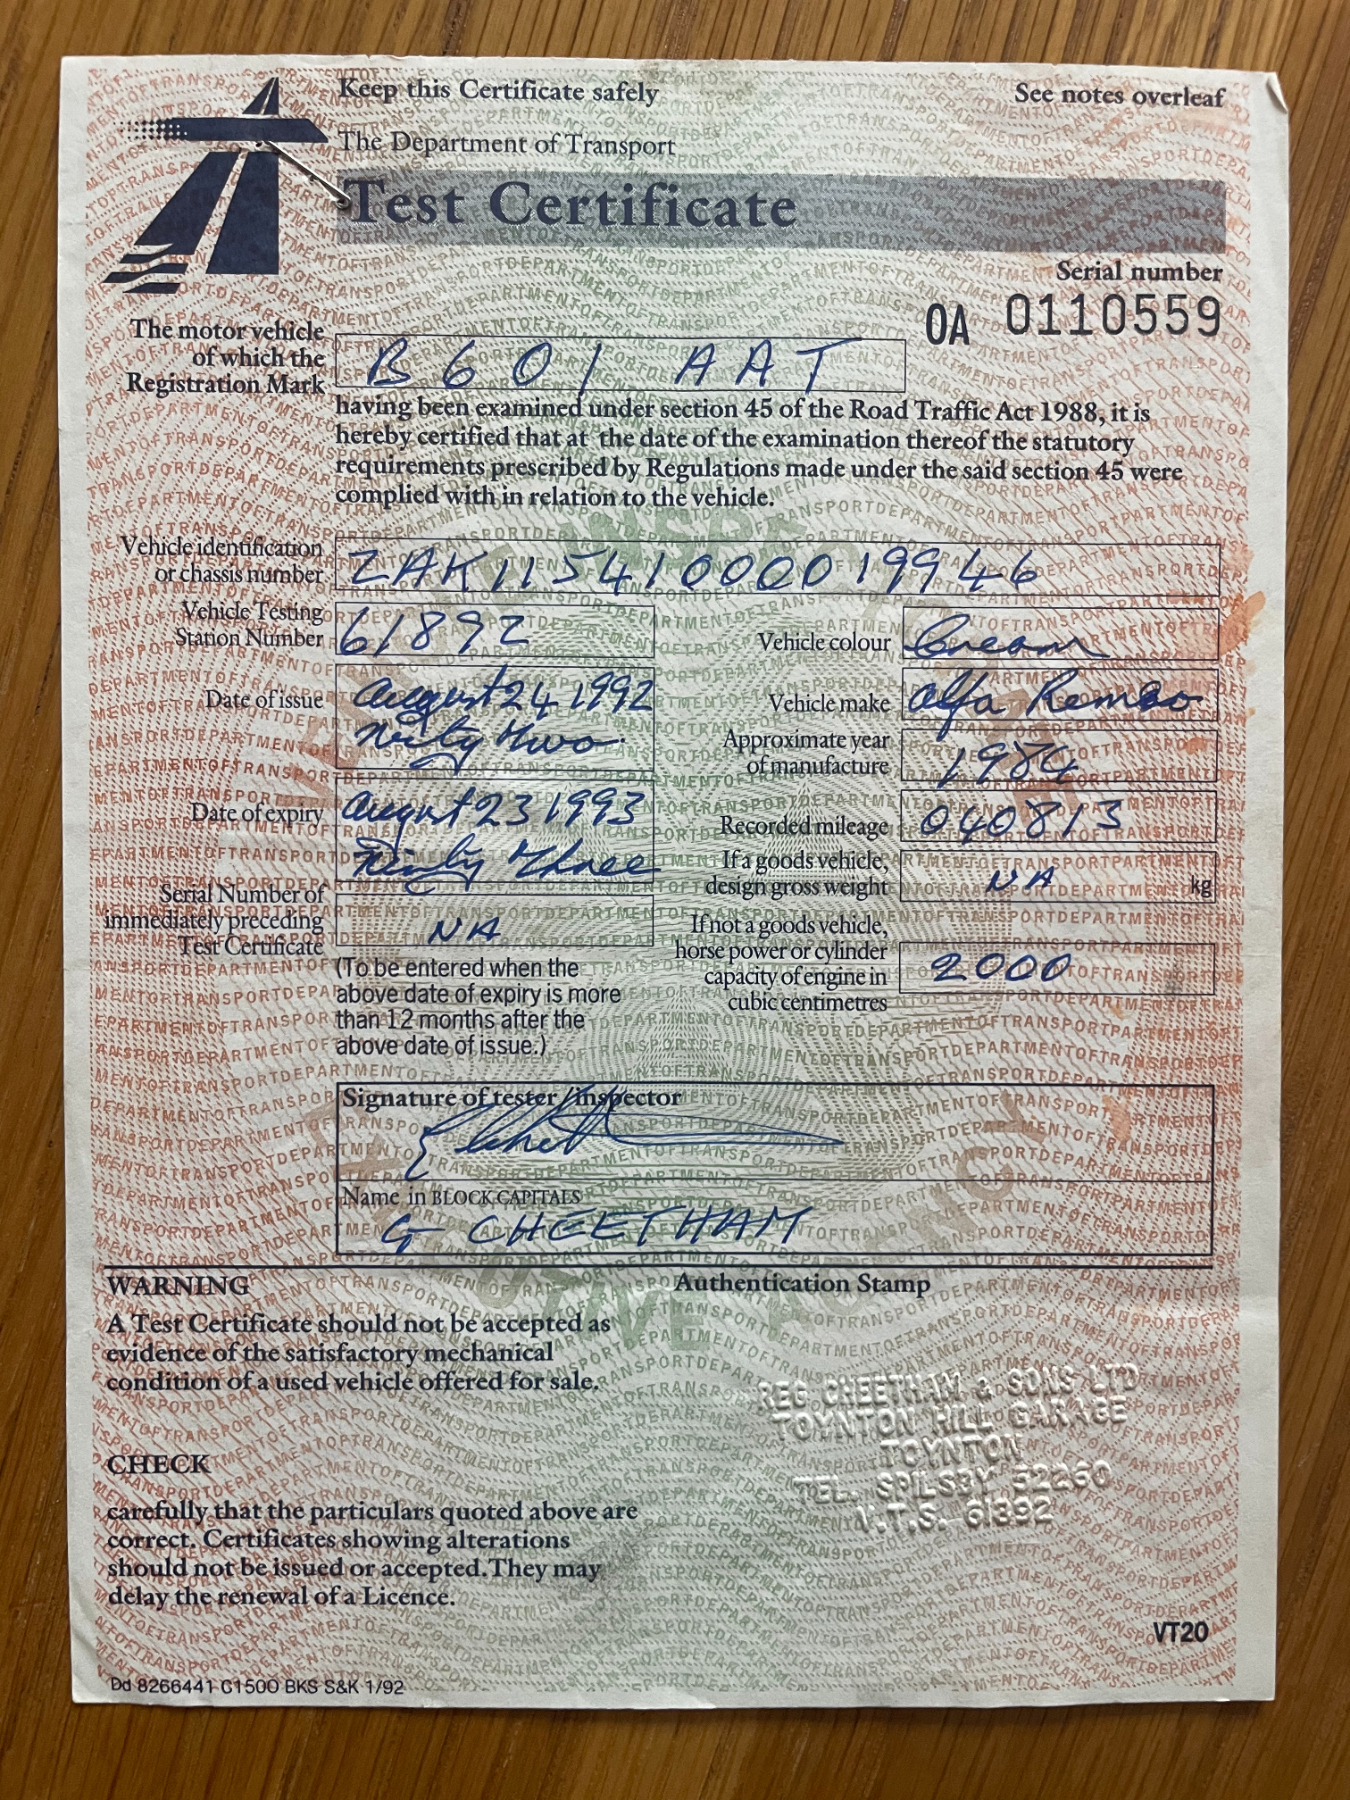 Keep this Certificate safely
See notes overleaf
The Department of Transport
Test Certificate
Serial number
OA 0110559
The motor vehicle
of which the
Registration Mark
B 601 AAT
having been examined under section 45 of the Road Traffic Act 1988, it is
hereby certified that at the date of the examination thereof the statutory
requirements prescribed by Regulations made under the said section 45 were
complied with in relation to the vehicle.
Vehicle identification
or chassis number
ZAK11541000019946
Vehicle Testing
Station Number
61892
Vehicle colour
Cream
Date of issue
August 24 1992
Ninty Two
Vehicle make
Alfa Romeo
Approximate year
of manufacture
1984
Date of expiry
August 23 1993
Ninty Three
Recorded mileage
040813
If a goods vehicle,
design gross weight
NA
kg
Serial Number of
immediately preceding
Test Certificate
NA
If not a goods vehicle,
horse power or cylinder
capacity of engine in
cubic centimetres
2000
(To be entered when the
above date of expiry is more
than 12 months after the
above date of issue.)
Signature of tester/inspector
Name in BLOCK CAPITALS
G CHEETHAM
WARNING
A Test Certificate should not be accepted as
evidence of the satisfactory mechanical
condition of a used vehicle offered for sale.
Authentication Stamp
REG CHEETHAM & SONS LTD
TOYNTON HILL GARAGE
TOYNTON
TEL. SPILSBY 52260
V.T.S. 61392
CHECK
carefully that the particulars quoted above are
correct. Certificates showing alterations
should not be issued or accepted. They may
delay the renewal of a Licence.
VT20
Dd 8266441 C1500 BKS S&K 1/92